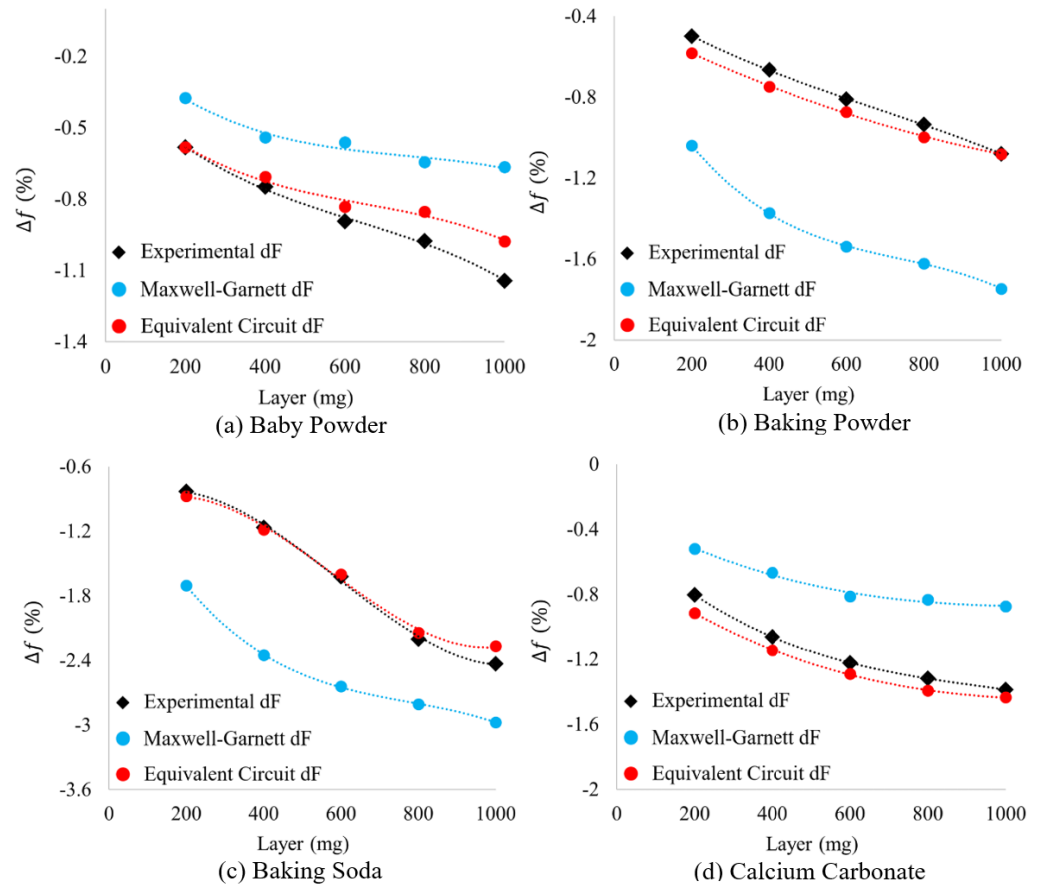 -0.2
-0.5
-0.8
-1.1
-1.4
Δf (%)
Experimental dF
Maxwell-Garnett dF
Equivalent Circuit dF
0 200 400 600 800 1000
Layer (mg)
(a) Baby Powder
-0.4
-0.8
-1.2
-1.6
-2
Δf (%)
Experimental dF
Maxwell-Garnett dF
Equivalent Circuit dF
0 200 400 600 800 1000
Layer (mg)
(b) Baking Powder
-0.6
-1.2
-1.8
-2.4
-3
-3.6
Δf (%)
Experimental dF
Maxwell-Garnett dF
Equivalent Circuit dF
0 200 400 600 800 1000
Layer (mg)
(c) Baking Soda
0
-0.4
-0.8
-1.2
-1.6
-2
Δf (%)
Experimental dF
Maxwell-Garnett dF
Equivalent Circuit dF
0 200 400 600 800 1000
Layer (mg)
(d) Calcium Carbonate